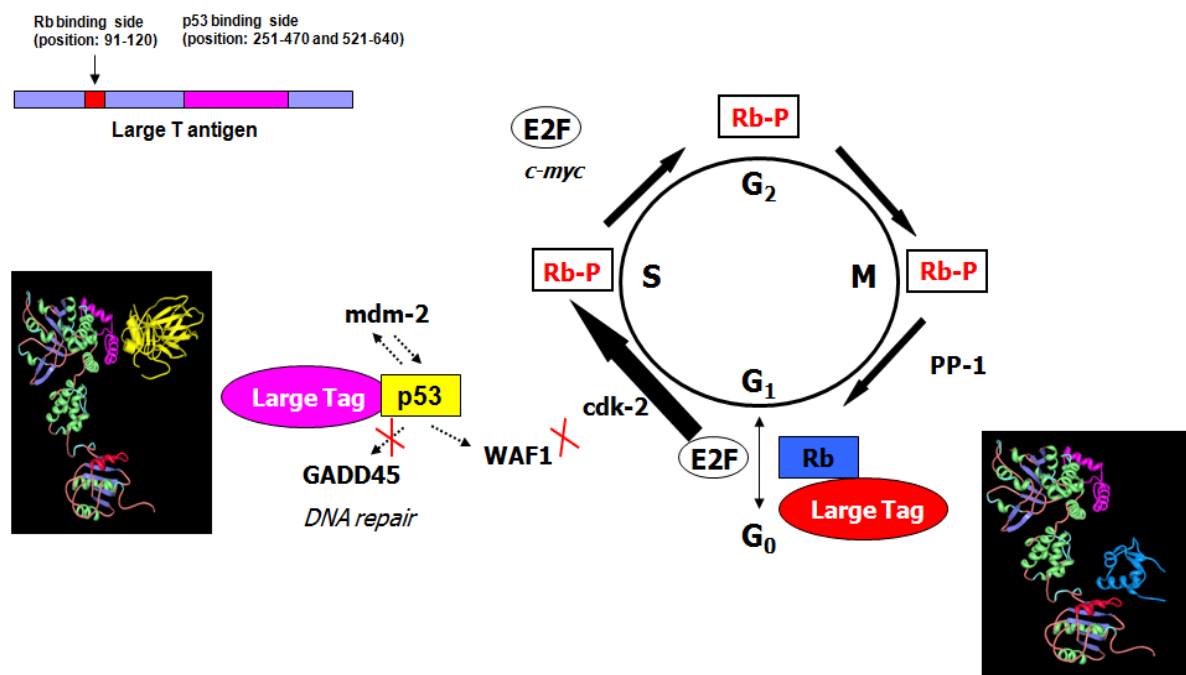 Rb binding side
(position: 91-120)
p53 binding side
(position: 251-470 and 521-640)
Large T antigen
E2F
c-myc
Rb-P
G2
Rb-P
S
M
Rb-P
mdm-2
Large Tag
p53
GADD45
DNA repair
WAF1
cdk-2
G1
PP-1
E2F
Rb
Large Tag
G0